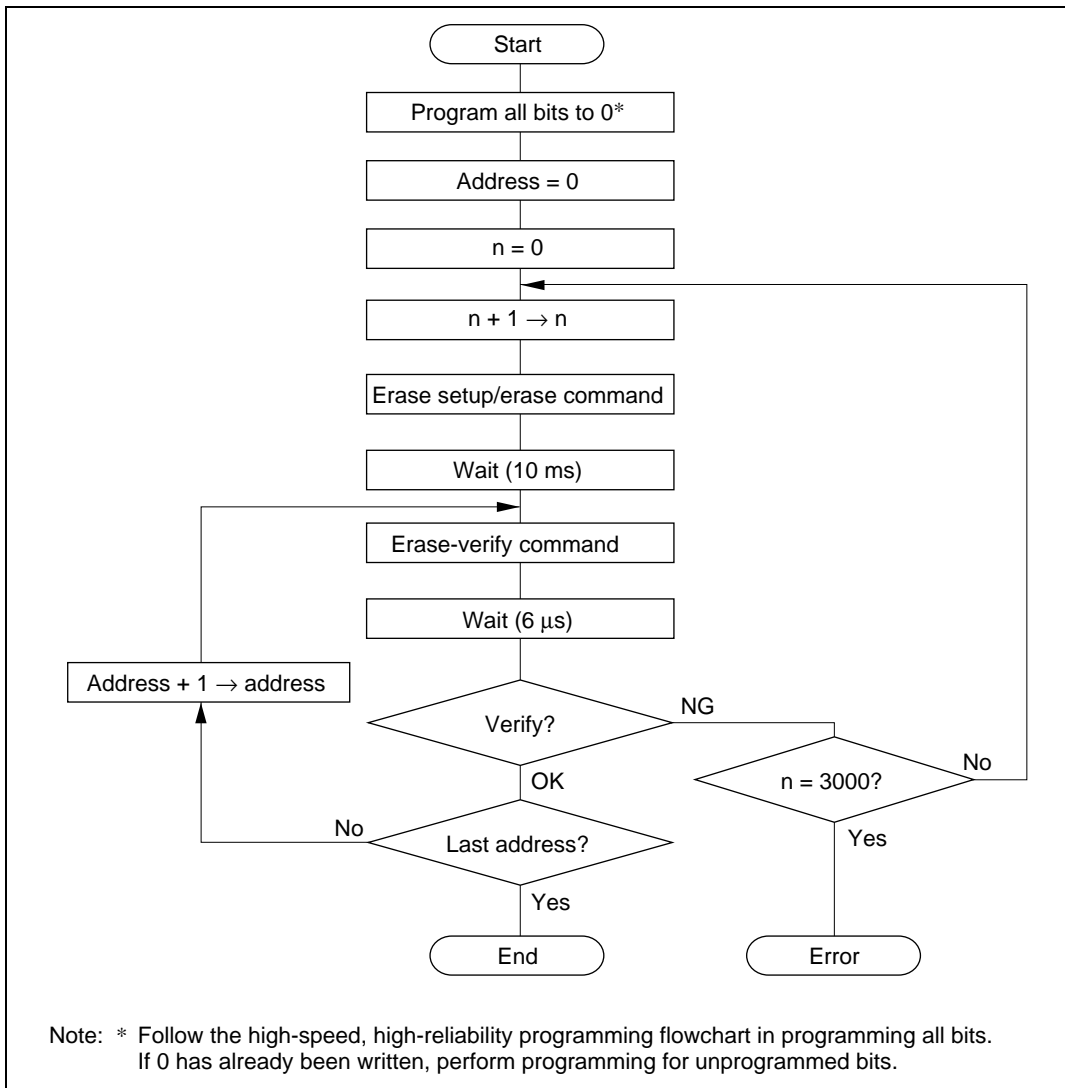 Start
Program all bits to 0*
Address = 0
n = 0
n + 1 → n
Erase setup/erase command
Wait (10 ms)
Erase-verify command
Wait (6 μs)
Address + 1 → address
Verify?
NG
OK
n = 3000?
No
Yes
Last address?
No
Yes
End
Error
Note: * Follow the high-speed, high-reliability programming flowchart in programming all bits.
If 0 has already been written, perform programming for unprogrammed bits.